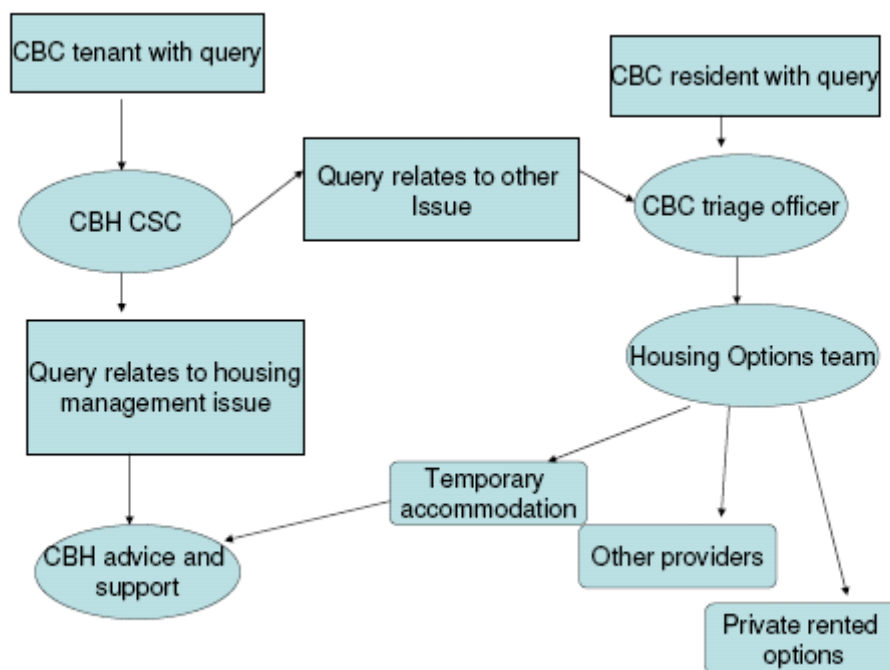 CBC tenant with query
CBC resident with query
Query relates to other
Issue
CBH CSC
CBC triage officer
Query relates to housing
management issue
Housing Options team
Temporary
accommodation
CBH advice and
support
Other providers
Private rented
options